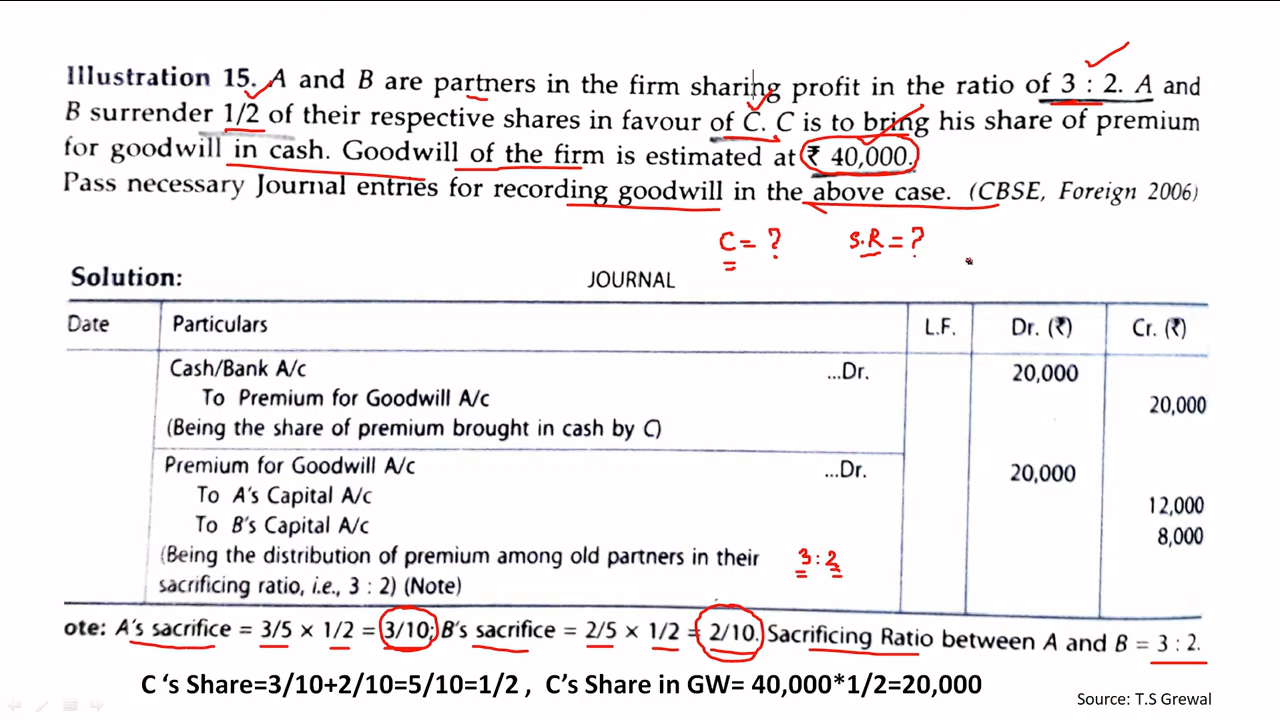 Illustration 15. A and B are partners in the firm sharing profit in the ratio of 3 : 2. A and
B surrender 1/2 of their respective shares in favour of C. C is to bring his share of premium
for goodwill in cash. Goodwill of the firm is estimated at ₹ 40,000.
Pass necessary Journal entries for recording goodwill in the above case. (CBSE, Foreign 2006)
C = ? S.R = ?
Solution: JOURNAL
Date Particulars L.F. Dr. (₹) Cr. (₹)
Cash/Bank A/c ...Dr. 20,000
To Premium for Goodwill A/c 20,000
(Being the share of premium brought in cash by C)
Premium for Goodwill A/c ...Dr. 20,000
To A's Capital A/c 12,000
To B's Capital A/c 8,000
(Being the distribution of premium among old partners in their 3 : 2
sacrificing ratio, i.e., 3 : 2) (Note)
ote: A's sacrifice = 3/5 × 1/2 = 3/10; B's sacrifice = 2/5 × 1/2 = 2/10. Sacrificing Ratio between A and B = 3 : 2.
C 's Share=3/10+2/10=5/10=1/2 , C's Share in GW= 40,000*1/2=20,000
Source: T.S Grewal